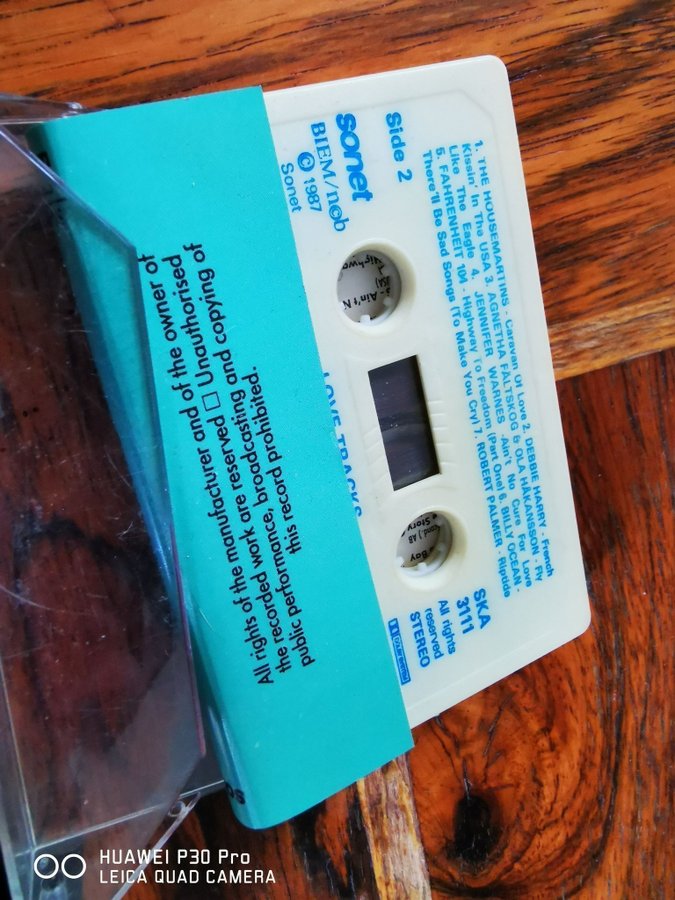 Side 2
1. THE HOUSEMARTINS - Caravan Of Love 2. DEBBIE HARRY - French
Kissin' In The USA 3. AGNETHA FÄLTSKOG & OLA HÅKANSSON - Fly
Like The Eagle 4. JENNIFER WARNES - Ain't No Cure For Love
5. FAHRENHEIT 104 - Highway To Freedom (Part One) 6. BILLY OCEAN -
There'll Be Sad Songs (To Make You Cry) 7. ROBERT PALMER - Riptide
sonet
BIEM/ncb
© 1987
Sonet
SKA
3111
All rights
reserved
STEREO
LOVE TRACKS
All rights of the manufacturer and of the owner of
the recorded work are reserved □ Unauthorised
public performance, broadcasting and copying of
this record prohibited.
HUAWEI P30 Pro
LEICA QUAD CAMERA